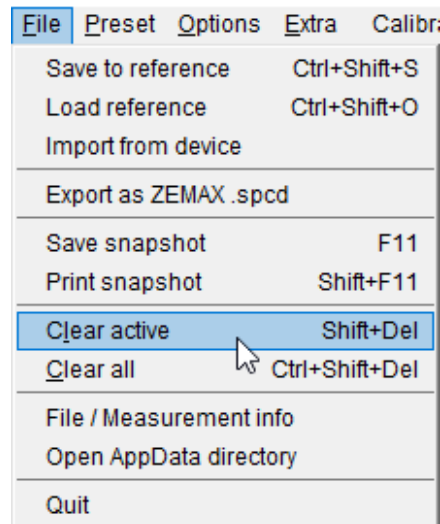 File Preset Options Extra Calibr
Save to reference Ctrl+Shift+S
Load reference Ctrl+Shift+O
Import from device
Export as ZEMAX .spcd
Save snapshot F11
Print snapshot Shift+F11
Clear active Shift+Del
Clear all Ctrl+Shift+Del
File / Measurement info
Open AppData directory
Quit